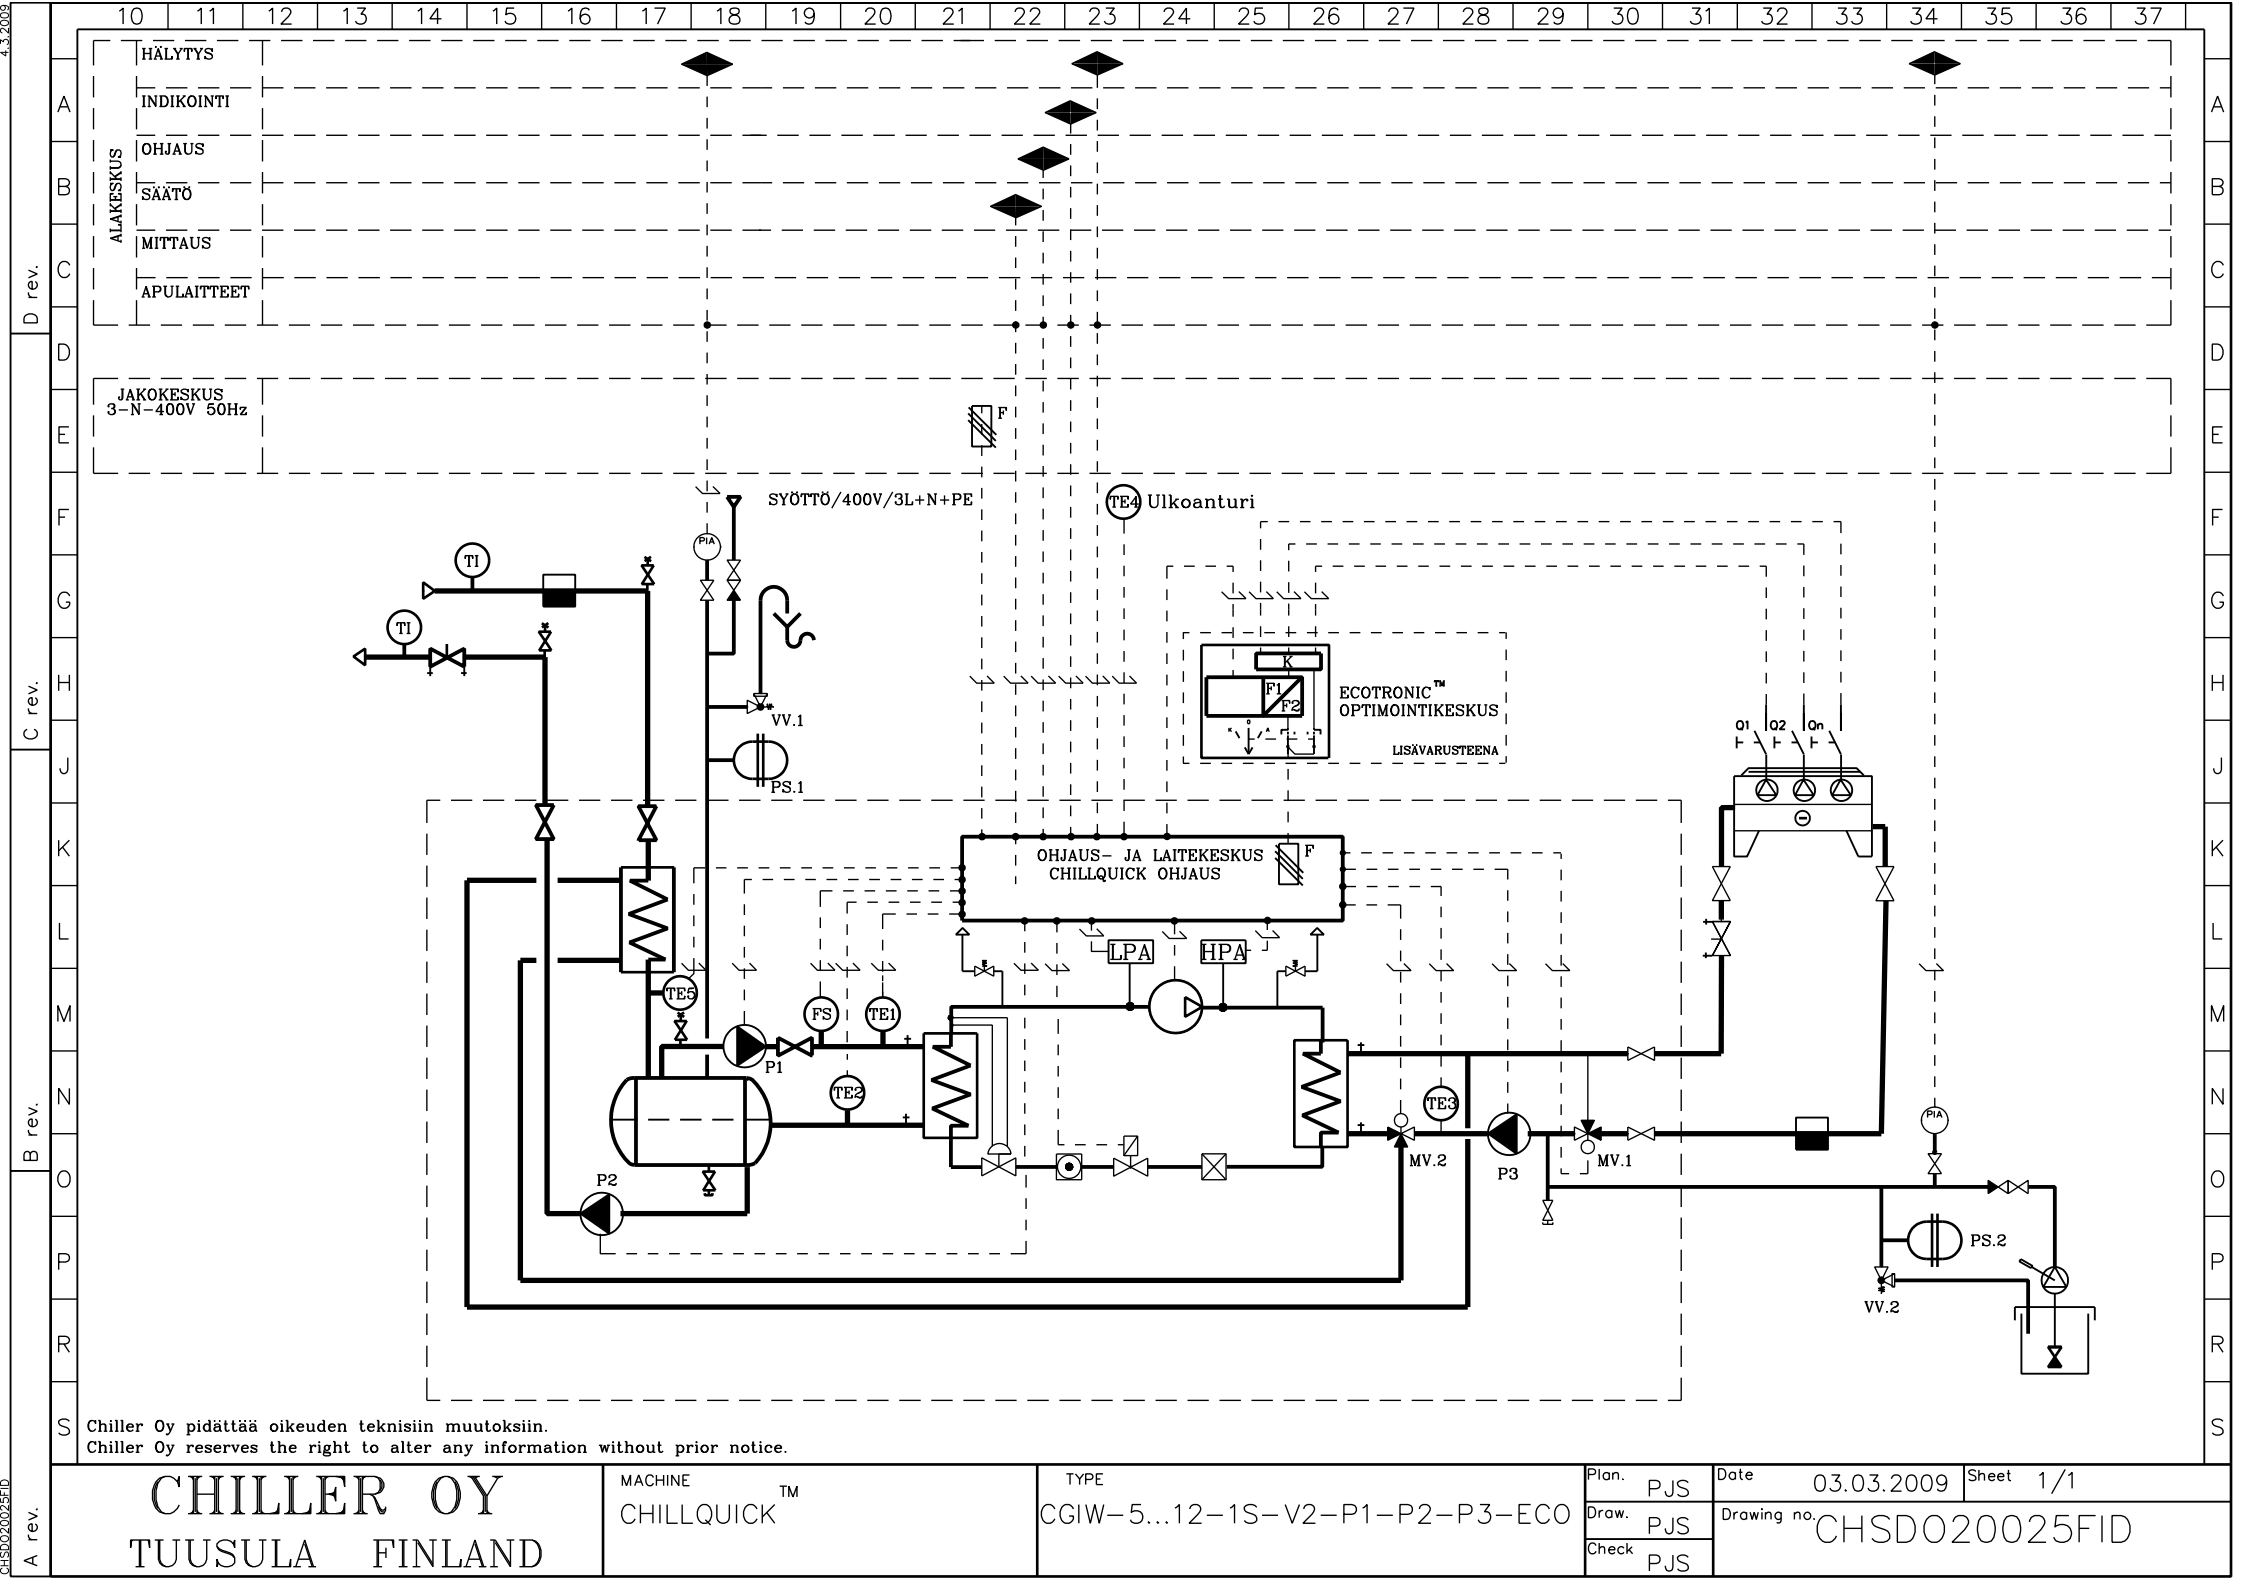 10 11 12 13 14 15 16 17 18 19 20 21 22 23 24 25 26 27 28 29 30 31 32 33 34 35 36 37
4.3.2009
ALAKESKUS
HÄLYTYS
INDIKOINTI
OHJAUS
SÄÄTÖ
MITTAUS
APULAITTEET
JAKOKESKUS
3-N-400V 50Hz
F
SYÖTTÖ/400V/3L+N+PE
TE4 Ulkoanturi
PIA
TI
TI
VV.1
PS.1
K
F1
F2
0
K
A
ECOTRONIC™
OPTIMOINTIKESKUS
LISÄVARUSTEENA
Q1 Q2 Qn
OHJAUS- JA LAITEKESKUS
CHILLQUICK OHJAUS
F
LPA
HPA
TE5
FS
TE1
P1
TE2
TE3
PIA
MV.2
P3
MV.1
P2
PS.2
VV.2
A
B
C
D
E
F
G
H
J
K
L
M
N
O
P
R
S
A
B
C
D
E
F
G
H
J
K
L
M
N
O
P
R
S
D rev.
C rev.
B rev.
A rev.
CHSDO20025FID
Chiller Oy pidättää oikeuden teknisiin muutoksiin.
Chiller Oy reserves the right to alter any information without prior notice.
CHILLER OY
TUUSULA FINLAND
MACHINE
CHILLQUICK™
TYPE
CGIW-5...12-1S-V2-P1-P2-P3-ECO
Plan. PJS
Draw. PJS
Check PJS
Date 03.03.2009
Sheet 1/1
Drawing no. CHSDO20025FID